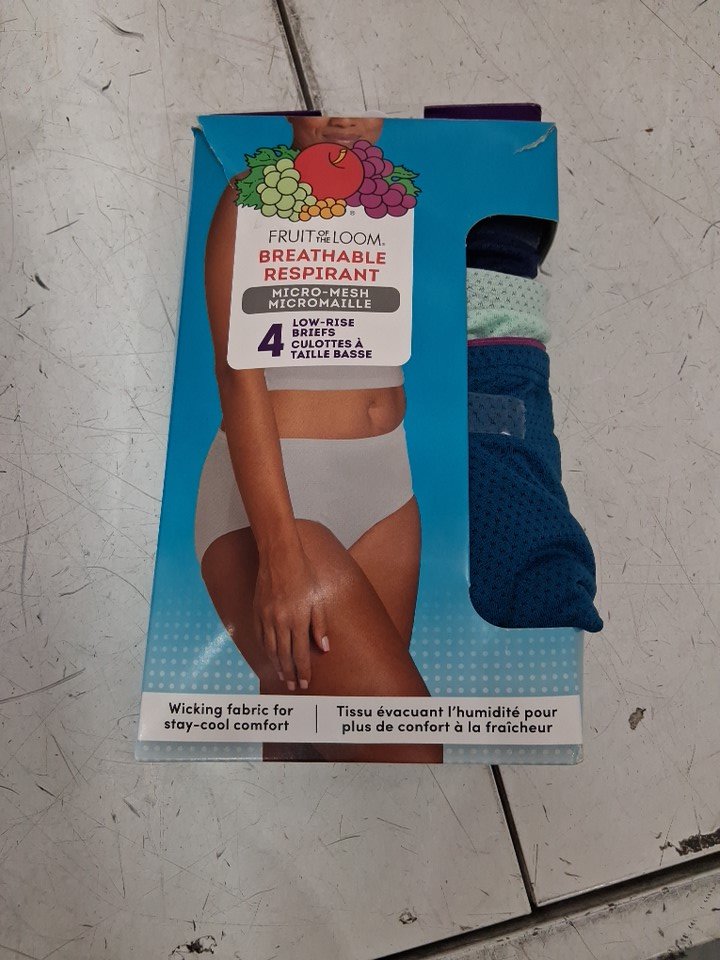 FRUIT OF THE LOOM®
BREATHABLE
RESPIRANT
MICRO-MESH
MICROMAILLE
4 LOW-RISE
BRIEFS
CULOTTES À
TAILLE BASSE
Wicking fabric for
stay-cool comfort
Tissu évacuant l'humidité pour
plus de confort à la fraîcheur